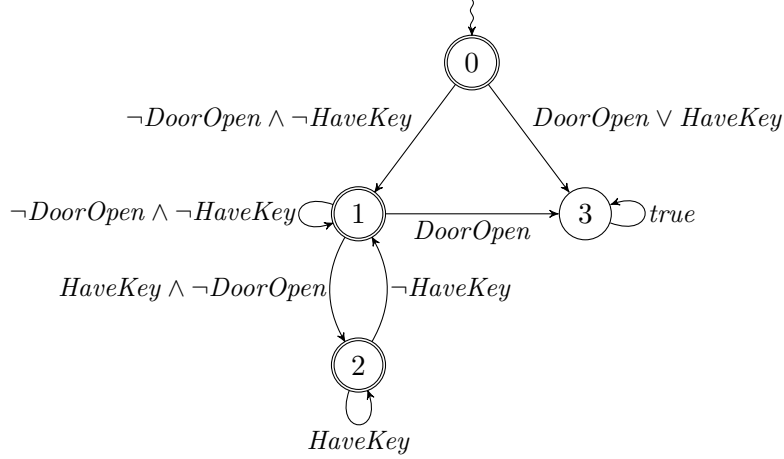 0
¬DoorOpen ∧ ¬HaveKey
DoorOpen ∨ HaveKey
¬DoorOpen ∧ ¬HaveKey
1
DoorOpen
3
true
HaveKey ∧ ¬DoorOpen
¬HaveKey
2
HaveKey